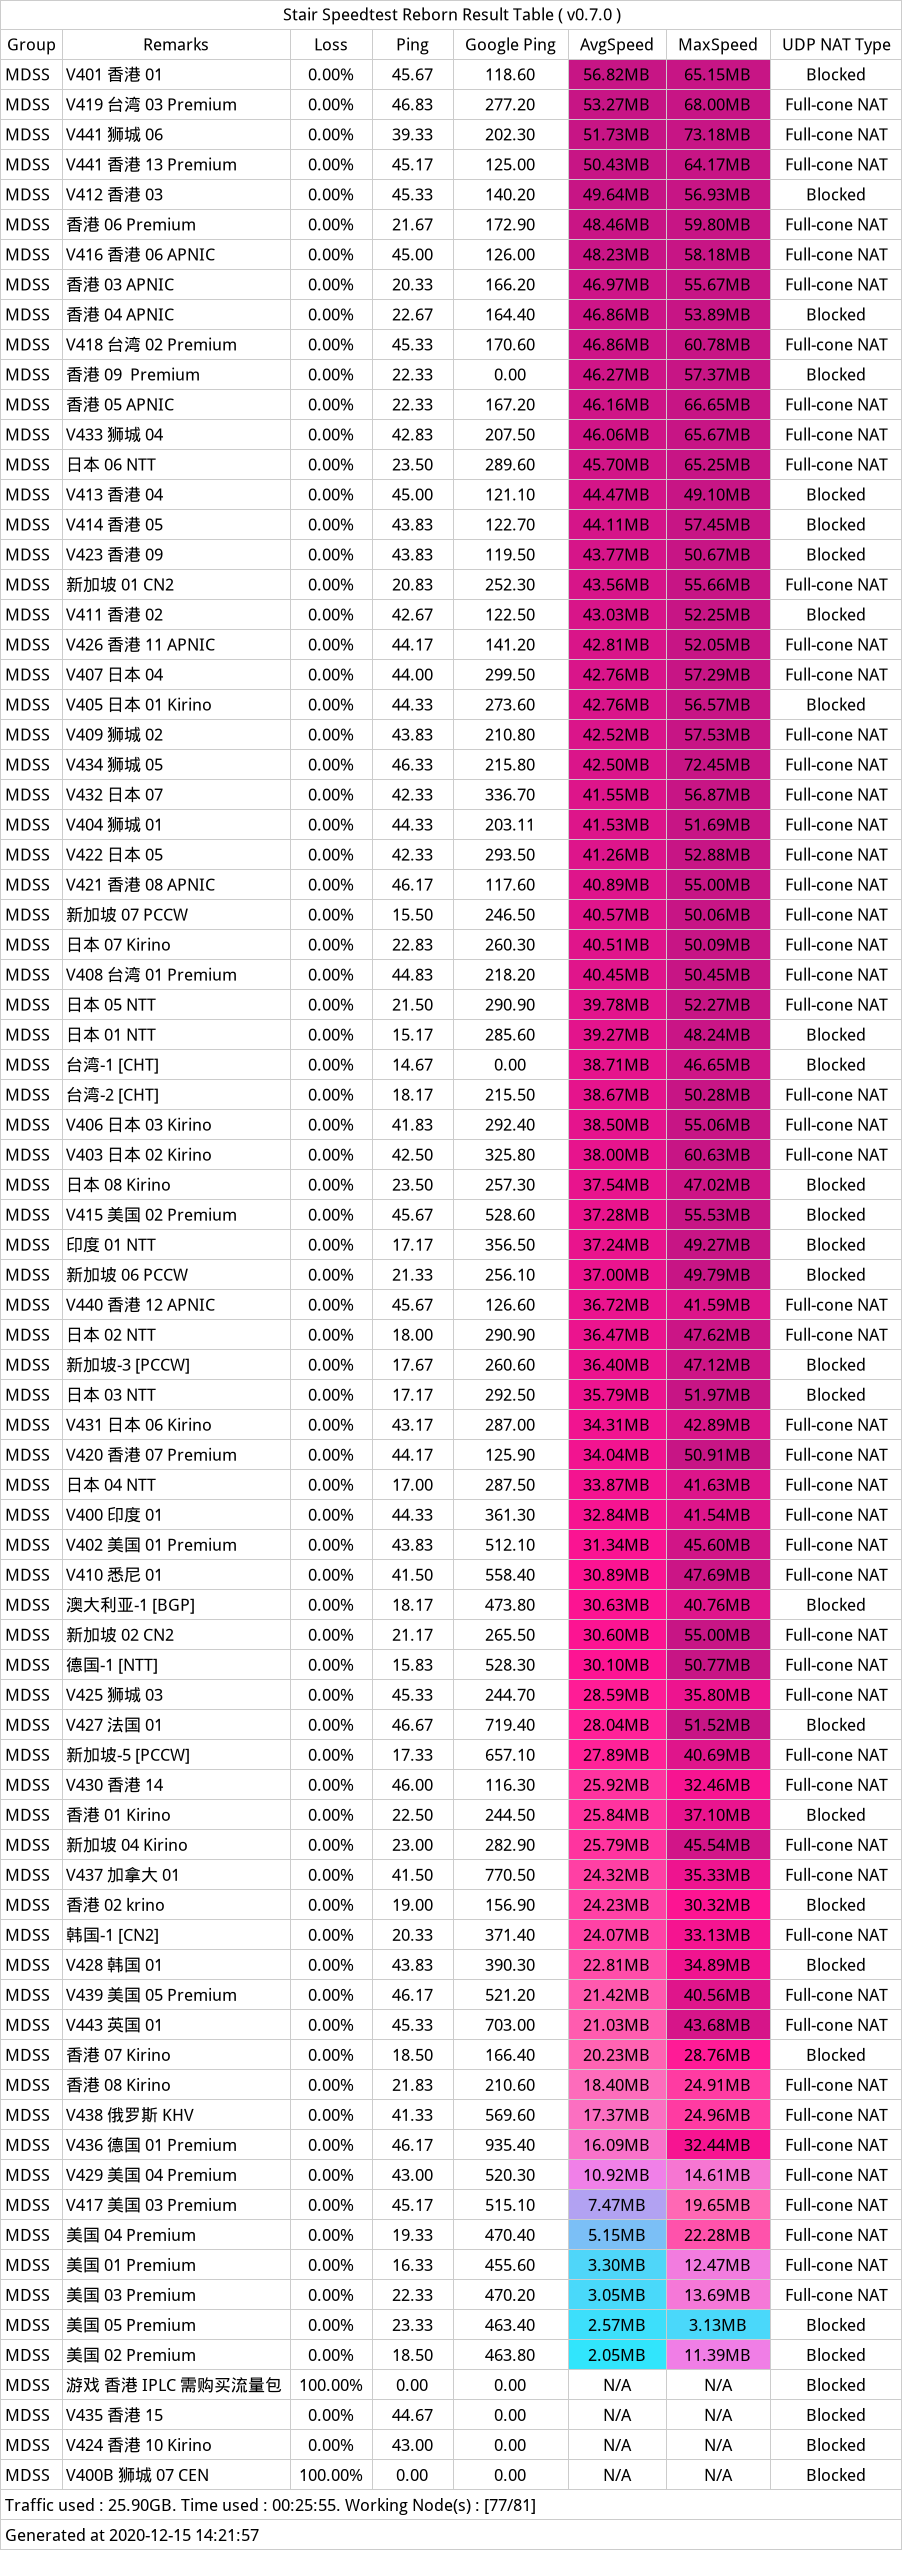 Stair Speedtest Reborn Result Table ( v0.7.0 )
Group Remarks Loss Ping Google Ping AvgSpeed MaxSpeed UDP NAT Type
MDSS V401 香港 01 0.00% 45.67 118.60 56.82MB 65.15MB Blocked
MDSS V419 台湾 03 Premium 0.00% 46.83 277.20 53.27MB 68.00MB Full-cone NAT
MDSS V441 狮城 06 0.00% 39.33 202.30 51.73MB 73.18MB Full-cone NAT
MDSS V441 香港 13 Premium 0.00% 45.17 125.00 50.43MB 64.17MB Full-cone NAT
MDSS V412 香港 03 0.00% 45.33 140.20 49.64MB 56.93MB Blocked
MDSS 香港 06 Premium 0.00% 21.67 172.90 48.46MB 59.80MB Full-cone NAT
MDSS V416 香港 06 APNIC 0.00% 45.00 126.00 48.23MB 58.18MB Full-cone NAT
MDSS 香港 03 APNIC 0.00% 20.33 166.20 46.97MB 55.67MB Full-cone NAT
MDSS 香港 04 APNIC 0.00% 22.67 164.40 46.86MB 53.89MB Blocked
MDSS V418 台湾 02 Premium 0.00% 45.33 170.60 46.86MB 60.78MB Full-cone NAT
MDSS 香港 09  Premium 0.00% 22.33 0.00 46.27MB 57.37MB Blocked
MDSS 香港 05 APNIC 0.00% 22.33 167.20 46.16MB 66.65MB Full-cone NAT
MDSS V433 狮城 04 0.00% 42.83 207.50 46.06MB 65.67MB Full-cone NAT
MDSS 日本 06 NTT 0.00% 23.50 289.60 45.70MB 65.25MB Full-cone NAT
MDSS V413 香港 04 0.00% 45.00 121.10 44.47MB 49.10MB Blocked
MDSS V414 香港 05 0.00% 43.83 122.70 44.11MB 57.45MB Blocked
MDSS V423 香港 09 0.00% 43.83 119.50 43.77MB 50.67MB Blocked
MDSS 新加坡 01 CN2 0.00% 20.83 252.30 43.56MB 55.66MB Full-cone NAT
MDSS V411 香港 02 0.00% 42.67 122.50 43.03MB 52.25MB Blocked
MDSS V426 香港 11 APNIC 0.00% 44.17 141.20 42.81MB 52.05MB Full-cone NAT
MDSS V407 日本 04 0.00% 44.00 299.50 42.76MB 57.29MB Full-cone NAT
MDSS V405 日本 01 Kirino 0.00% 44.33 273.60 42.76MB 56.57MB Blocked
MDSS V409 狮城 02 0.00% 43.83 210.80 42.52MB 57.53MB Full-cone NAT
MDSS V434 狮城 05 0.00% 46.33 215.80 42.50MB 72.45MB Full-cone NAT
MDSS V432 日本 07 0.00% 42.33 336.70 41.55MB 56.87MB Full-cone NAT
MDSS V404 狮城 01 0.00% 44.33 203.11 41.53MB 51.69MB Full-cone NAT
MDSS V422 日本 05 0.00% 42.33 293.50 41.26MB 52.88MB Full-cone NAT
MDSS V421 香港 08 APNIC 0.00% 46.17 117.60 40.89MB 55.00MB Full-cone NAT
MDSS 新加坡 07 PCCW 0.00% 15.50 246.50 40.57MB 50.06MB Full-cone NAT
MDSS 日本 07 Kirino 0.00% 22.83 260.30 40.51MB 50.09MB Full-cone NAT
MDSS V408 台湾 01 Premium 0.00% 44.83 218.20 40.45MB 50.45MB Full-cone NAT
MDSS 日本 05 NTT 0.00% 21.50 290.90 39.78MB 52.27MB Full-cone NAT
MDSS 日本 01 NTT 0.00% 15.17 285.60 39.27MB 48.24MB Blocked
MDSS 台湾-1 [CHT] 0.00% 14.67 0.00 38.71MB 46.65MB Blocked
MDSS 台湾-2 [CHT] 0.00% 18.17 215.50 38.67MB 50.28MB Full-cone NAT
MDSS V406 日本 03 Kirino 0.00% 41.83 292.40 38.50MB 55.06MB Full-cone NAT
MDSS V403 日本 02 Kirino 0.00% 42.50 325.80 38.00MB 60.63MB Full-cone NAT
MDSS 日本 08 Kirino 0.00% 23.50 257.30 37.54MB 47.02MB Blocked
MDSS V415 美国 02 Premium 0.00% 45.67 528.60 37.28MB 55.53MB Full-cone NAT
MDSS 印度 01 NTT 0.00% 17.17 356.50 37.24MB 49.27MB Blocked
MDSS 新加坡 06 PCCW 0.00% 21.33 256.10 37.00MB 49.79MB Blocked
MDSS V440 香港 12 APNIC 0.00% 45.67 126.60 36.72MB 41.59MB Full-cone NAT
MDSS 日本 02 NTT 0.00% 18.00 290.90 36.47MB 47.62MB Full-cone NAT
MDSS 新加坡-3 [PCCW] 0.00% 17.67 260.60 36.40MB 47.12MB Blocked
MDSS 日本 03 NTT 0.00% 17.17 292.50 35.79MB 51.97MB Blocked
MDSS V431 日本 06 Kirino 0.00% 43.17 287.00 34.31MB 42.89MB Full-cone NAT
MDSS V420 香港 07 Premium 0.00% 44.17 125.90 34.04MB 50.91MB Full-cone NAT
MDSS 日本 04 NTT 0.00% 17.00 287.50 33.87MB 41.63MB Full-cone NAT
MDSS V400 印度 01 0.00% 44.33 361.30 32.84MB 41.54MB Full-cone NAT
MDSS V402 美国 01 Premium 0.00% 43.83 512.10 31.34MB 45.60MB Full-cone NAT
MDSS V410 悉尼 01 0.00% 41.50 558.40 30.89MB 47.69MB Full-cone NAT
MDSS 澳大利亚-1 [BGP] 0.00% 18.17 473.80 30.63MB 40.76MB Blocked
MDSS 新加坡 02 CN2 0.00% 21.17 265.50 30.60MB 55.00MB Full-cone NAT
MDSS 德国-1 [NTT] 0.00% 15.83 528.30 30.10MB 50.77MB Full-cone NAT
MDSS V425 狮城 03 0.00% 45.33 244.70 28.59MB 35.80MB Full-cone NAT
MDSS V427 法国 01 0.00% 46.67 719.40 28.04MB 51.52MB Blocked
MDSS 新加坡-5 [PCCW] 0.00% 17.33 657.10 27.89MB 40.69MB Full-cone NAT
MDSS V430 香港 14 0.00% 46.00 116.30 25.92MB 32.46MB Full-cone NAT
MDSS 香港 01 Kirino 0.00% 22.50 244.50 25.84MB 37.10MB Blocked
MDSS 新加坡 04 Kirino 0.00% 23.00 282.90 25.79MB 45.54MB Full-cone NAT
MDSS V437 加拿大 01 0.00% 41.50 770.50 24.32MB 35.33MB Full-cone NAT
MDSS 香港 02 krino 0.00% 19.00 156.90 24.23MB 30.32MB Blocked
MDSS 韩国-1 [CN2] 0.00% 20.33 371.40 24.07MB 33.13MB Full-cone NAT
MDSS V428 韩国 01 0.00% 43.83 390.30 22.81MB 34.89MB Blocked
MDSS V439 美国 05 Premium 0.00% 46.17 521.20 21.42MB 40.56MB Full-cone NAT
MDSS V443 英国 01 0.00% 45.33 703.00 21.03MB 43.68MB Full-cone NAT
MDSS 香港 07 Kirino 0.00% 18.50 166.40 20.23MB 28.76MB Blocked
MDSS 香港 08 Kirino 0.00% 21.83 210.60 18.40MB 24.91MB Full-cone NAT
MDSS V438 俄罗斯 KHV 0.00% 41.33 569.60 17.37MB 24.96MB Full-cone NAT
MDSS V436 德国 01 Premium 0.00% 46.17 935.40 16.09MB 32.44MB Full-cone NAT
MDSS V429 美国 04 Premium 0.00% 43.00 520.30 10.92MB 14.61MB Full-cone NAT
MDSS V417 美国 03 Premium 0.00% 45.17 515.10 7.47MB 19.65MB Full-cone NAT
MDSS 美国 04 Premium 0.00% 19.33 470.40 5.15MB 22.28MB Full-cone NAT
MDSS 美国 01 Premium 0.00% 16.33 455.60 3.30MB 12.47MB Full-cone NAT
MDSS 美国 03 Premium 0.00% 22.33 470.20 3.05MB 13.69MB Full-cone NAT
MDSS 美国 05 Premium 0.00% 23.33 463.40 2.57MB 3.13MB Blocked
MDSS 美国 02 Premium 0.00% 18.50 463.80 2.05MB 11.39MB Blocked
MDSS 游戏 香港 IPLC 需购买流量包 100.00% 0.00 0.00 N/A N/A Blocked
MDSS V435 香港 15 0.00% 44.67 0.00 N/A N/A Blocked
MDSS V424 香港 10 Kirino 0.00% 43.00 0.00 N/A N/A Blocked
MDSS V400B 狮城 07 CEN 100.00% 0.00 0.00 N/A N/A Blocked
Traffic used : 25.90GB. Time used : 00:25:55. Working Node(s) : [77/81]
Generated at 2020-12-15 14:21:57